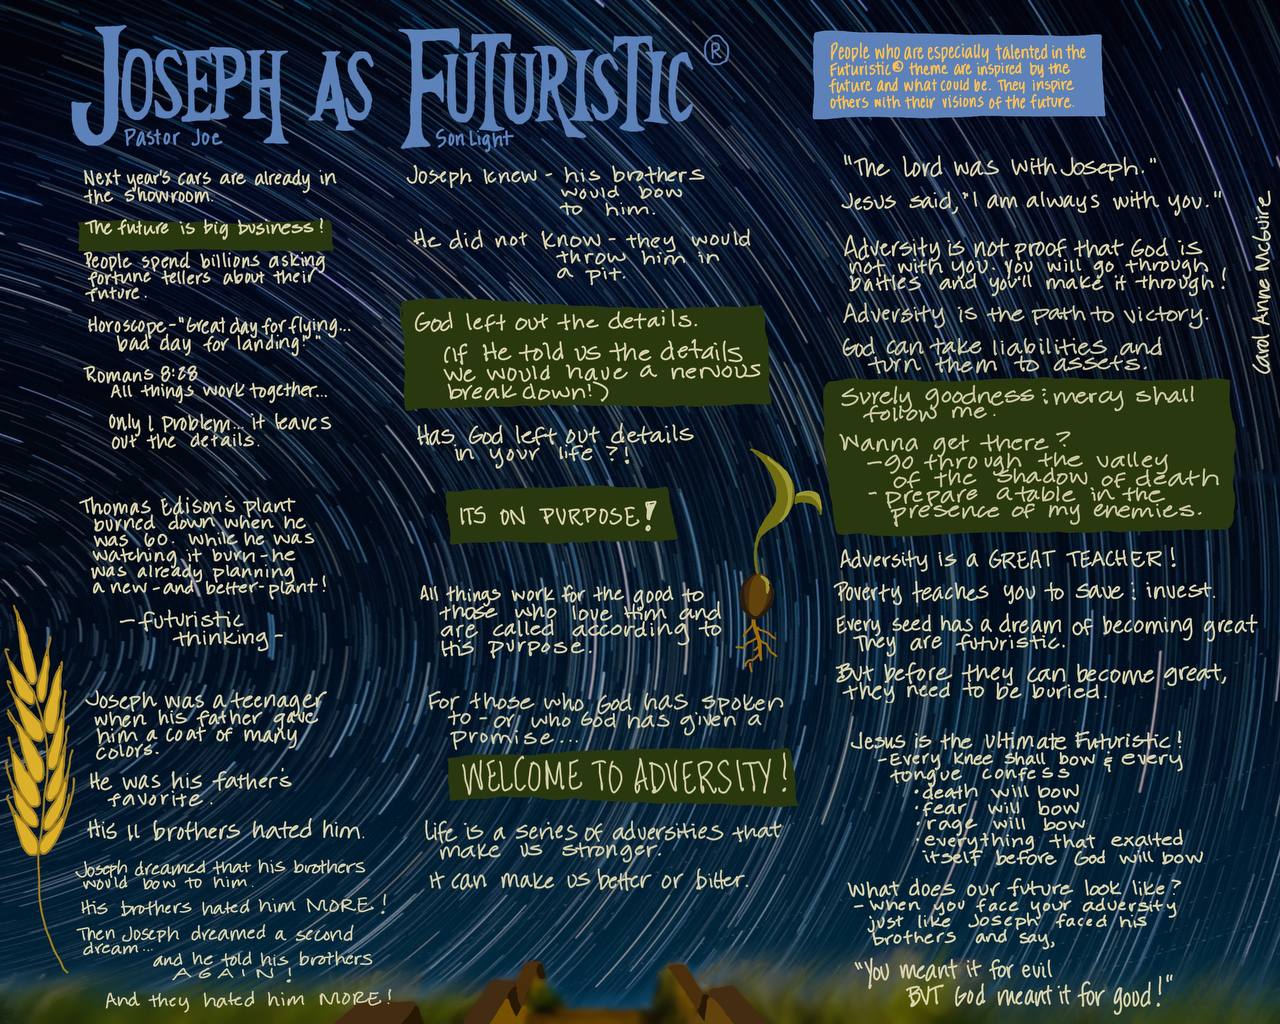 JOSEPH AS FUTURISTIC®
Pastor Joe
SonLight
People who are especially talented in the
Futuristic® theme are inspired by the
future and what could be. They inspire
others with their visions of the future.
Next year's cars are already in
the showroom.
The future is big business!
People spend billions asking
fortune tellers about their
future.
Horoscope-"Great day for flying...
bad day for landing"
Romans 8:28
All things work together...
Only 1 problem... it leaves
out the details.
Thomas Edison's plant
burned down when he
was 60. While he was
watching it burn-he
was already planning
a new-and better-plant!
-futuristic
thinking-
Joseph was a teenager
when his father gave
him a coat of many
colors.
He was his father's
favorite.
His 11 brothers hated him.
Joseph dreamed that his brothers
would bow to him.
His brothers hated him MORE!
Then Joseph dreamed a second
dream...
and he told his brothers
AGAIN!
And they hated him MORE!
Joseph knew - his brothers
would bow
to him.
He did not know - they would
throw him in
a pit.
God left out the details.
(If He told us the details
we would have a nervous
breakdown!)
Has God left out details
in your life?!
ITS ON PURPOSE!
All things work for the good to
those who love Him and
are called according to
His purpose.
For those who God has spoken
to - or who God has given a
promise...
WELCOME TO ADVERSITY!
Life is a series of adversities that
make us stronger.
It can make us better or bitter.
"The Lord was with Joseph."
Jesus said, "I am always with you."
Adversity is not proof that God is
not with you. You will go through
battles and you'll make it through!
Adversity is the path to victory.
God can take liabilities and
turn them to assets.
Surely goodness & mercy shall
follow me.
Wanna get there?
-go through the valley
of the shadow of death
- prepare a table in the
presence of my enemies.
Adversity is a GREAT TEACHER!
Poverty teaches you to save & invest.
Every seed has a dream of becoming great
They are futuristic.
But before they can become great,
they need to be buried.
Jesus is the Ultimate Futuristic!
-Every knee shall bow & every
tongue confess
•death will bow
•fear will bow
•rage will bow
•everything that exalted
itself before God will bow
What does our future look like?
-When you face your adversity
just like Joseph faced his
brothers and say,
"You meant it for evil
BUT God meant it for good!"
Carol Anne McGuire